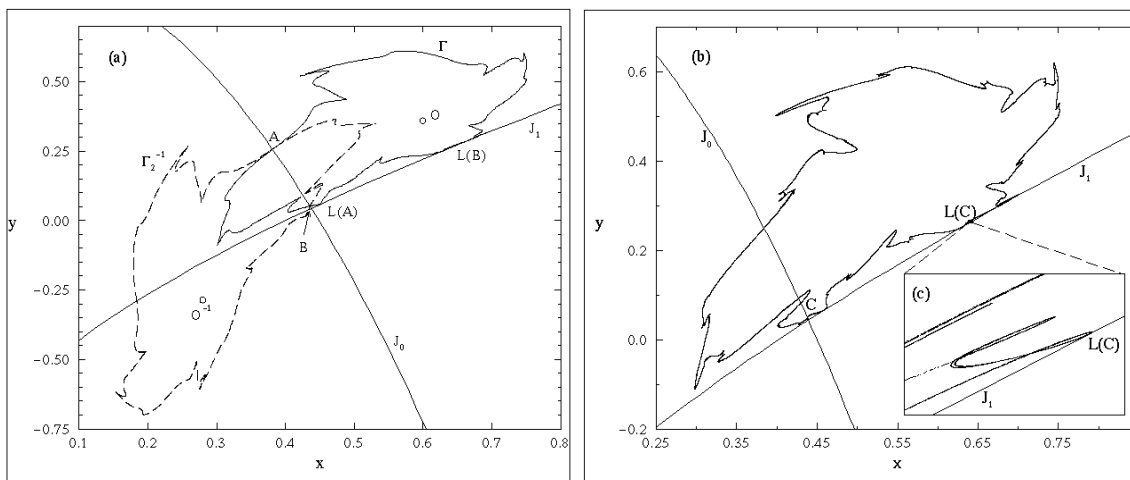 (a)
Γ
O
A
J₁
Γ₂⁻¹
L(B)
L(A)
B
O⁻¹
J₀
y
0.50
0.25
0.00
−0.25
−0.50
−0.75
0.1 0.2 0.3 0.4 0.5 0.6 0.7 0.8
x
(b)
J₀
J₁
L(C)
C
y
0.6
0.4
0.2
0.0
−0.2
0.25 0.35 0.45 0.55 0.65 0.75
x
(c)
L(C)
J₁